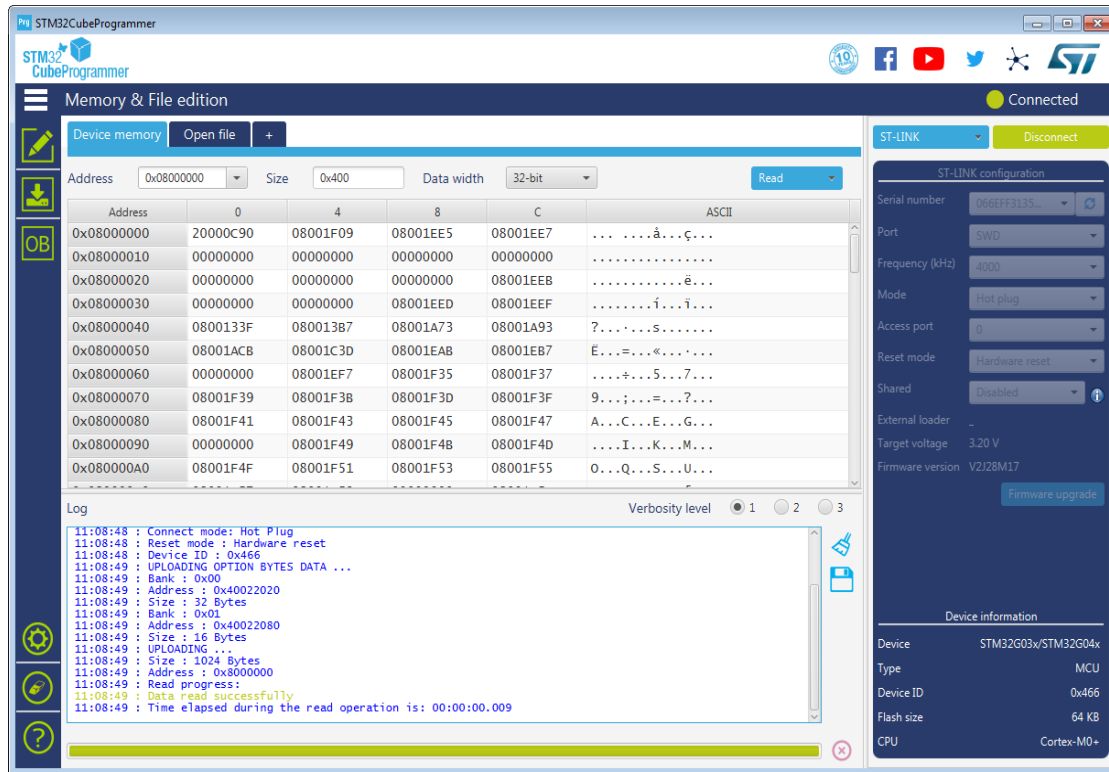 Prg STM32CubeProgrammer
STM32
CubeProgrammer
10
Memory & File edition
Connected
Device memory Open file +
ST-LINK Disconnect
Address 0x08000000 Size 0x400 Data width 32-bit Read
ST-LINK configuration
Address 0 4 8 C ASCII
0x08000000 20000C90 08001F09 08001EE5 08001EE7 ... ....å...ç...
0x08000010 00000000 00000000 00000000 00000000 ................
0x08000020 00000000 00000000 00000000 08001EEB ............ë...
0x08000030 00000000 00000000 08001EED 08001EEF ........í...ï...
0x08000040 0800133F 080013B7 08001A73 08001A93 ?...·...s.......
0x08000050 08001ACB 08001C3D 08001EAB 08001EB7 Ë...=...«...·...
0x08000060 00000000 08001EF7 08001F35 08001F37 ....÷...5...7...
0x08000070 08001F39 08001F3B 08001F3D 08001F3F 9...;...=...?...
0x08000080 08001F41 08001F43 08001F45 08001F47 A...C...E...G...
0x08000090 00000000 08001F49 08001F4B 08001F4D ....I...K...M...
0x080000A0 08001F4F 08001F51 08001F53 08001F55 O...Q...S...U...
Serial number 066EFF3135...
Port SWD
Frequency (kHz) 4000
Mode Hot plug
Access port 0
Reset mode Hardware reset
Shared Disabled
External loader _
Target voltage 3.20 V
Firmware version V2J28M17
Firmware upgrade
Log Verbosity level 1 2 3
11:08:48 : Connect mode: Hot Plug
11:08:48 : Reset mode : Hardware reset
11:08:48 : Device ID : 0x466
11:08:49 : UPLOADING OPTION BYTES DATA ...
11:08:49 : Bank : 0x00
11:08:49 : Address : 0x40022020
11:08:49 : Size : 32 Bytes
11:08:49 : Bank : 0x01
11:08:49 : Address : 0x40022080
11:08:49 : Size : 16 Bytes
11:08:49 : UPLOADING ...
11:08:49 : Size : 1024 Bytes
11:08:49 : Address : 0x8000000
11:08:49 : Read progress:
11:08:49 : Data read successfully
11:08:49 : Time elapsed during the read operation is: 00:00:00.009
Device information
Device STM32G03x/STM32G04x
Type MCU
Device ID 0x466
Flash size 64 KB
CPU Cortex-M0+
OB